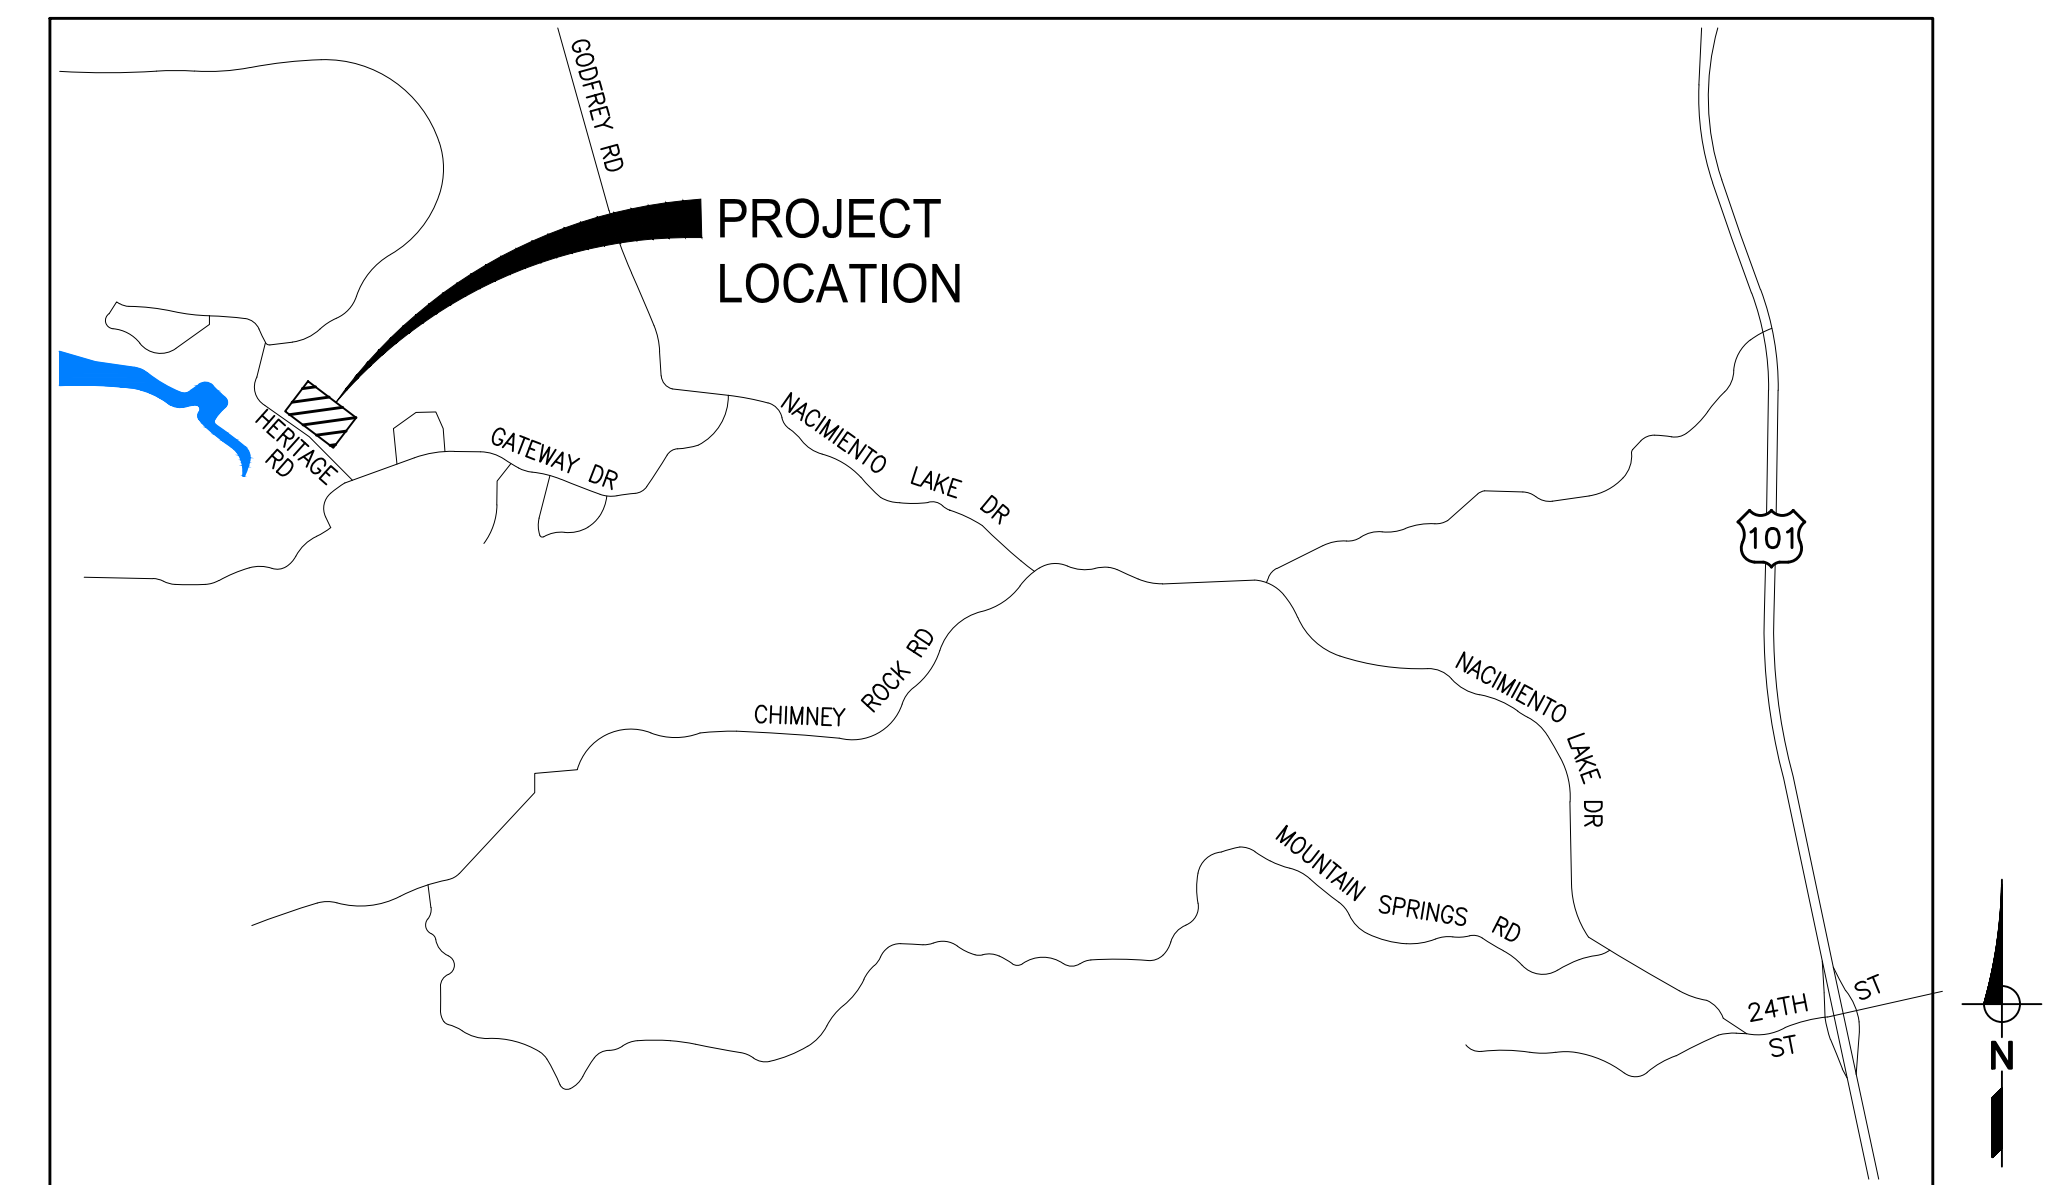 GODFREY RD
PROJECT
LOCATION
HERITAGE
RD
GATEWAY DR
NACIMIENTO LAKE DR
101
CHIMNEY ROCK RD
NACIMIENTO LAKE DR
MOUNTAIN SPRINGS RD
24TH ST
ST
N